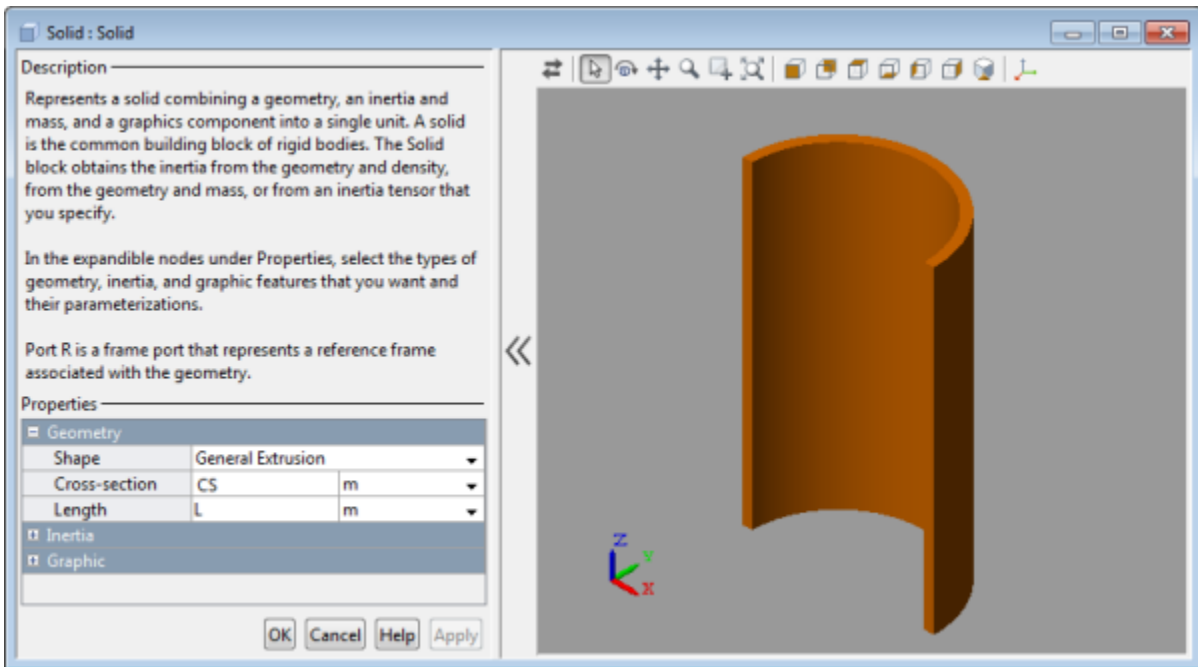 Solid : Solid
Description
Represents a solid combining a geometry, an inertia and
mass, and a graphics component into a single unit. A solid
is the common building block of rigid bodies. The Solid
block obtains the inertia from the geometry and density,
from the geometry and mass, or from an inertia tensor that
you specify.
In the expandible nodes under Properties, select the types of
geometry, inertia, and graphic features that you want and
their parameterizations.
Port R is a frame port that represents a reference frame
associated with the geometry.
Properties
Geometry
Shape General Extrusion
Cross-section CS m
Length L m
Inertia
Graphic
OK Cancel Help Apply
Z
Y
X